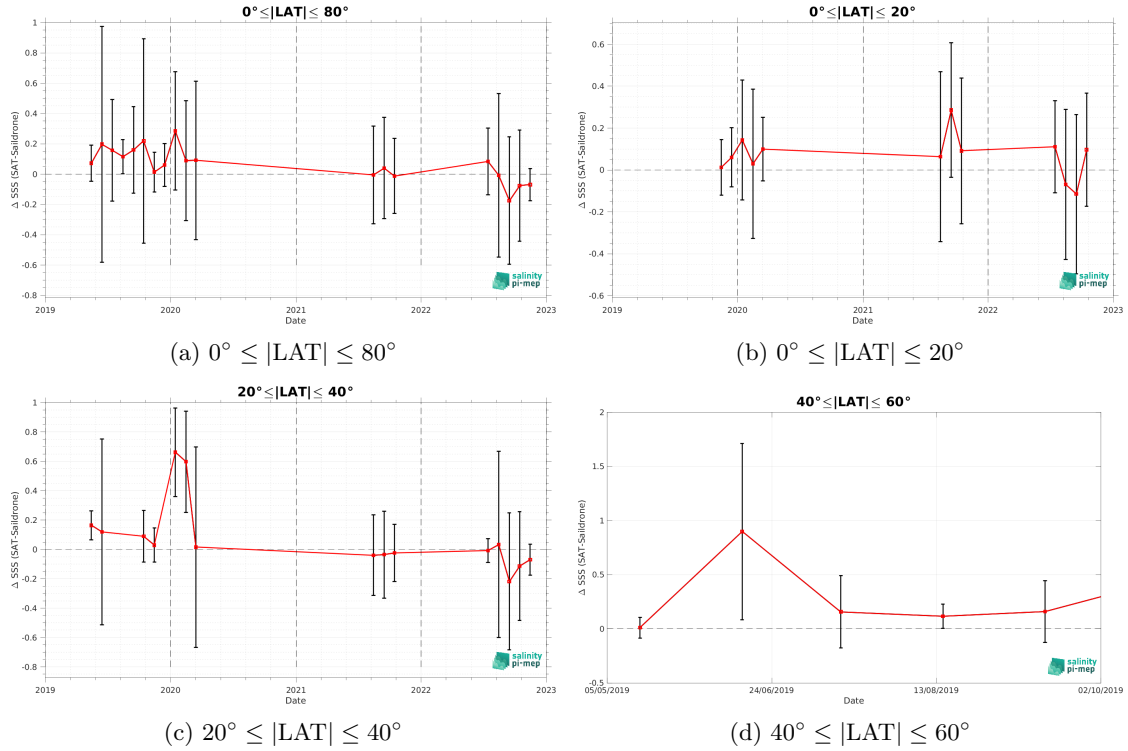 0°≤|LAT|≤ 80°
1
0.8
0.6
0.4
0.2
0
-0.2
-0.4
-0.6
-0.8
Δ SSS (SAT-Saildrone)
2019
2020
2021
2022
2023
Date
salinity
pi-mep
(a) 0° ≤ |LAT| ≤ 80°
0°≤|LAT|≤ 20°
0.6
0.4
0.2
0
-0.2
-0.4
-0.6
Δ SSS (SAT-Saildrone)
2019
2020
2021
2022
2023
Date
salinity
pi-mep
(b) 0° ≤ |LAT| ≤ 20°
20°≤|LAT|≤ 40°
1
0.8
0.6
0.4
0.2
0
-0.2
-0.4
-0.6
-0.8
Δ SSS (SAT-Saildrone)
2019
2020
2021
2022
2023
Date
salinity
pi-mep
(c) 20° ≤ |LAT| ≤ 40°
40°≤|LAT|≤ 60°
2
1.5
1
0.5
0
-0.5
Δ SSS (SAT-Saildrone)
05/05/2019
24/06/2019
13/08/2019
02/10/2019
Date
salinity
pi-mep
(d) 40° ≤ |LAT| ≤ 60°